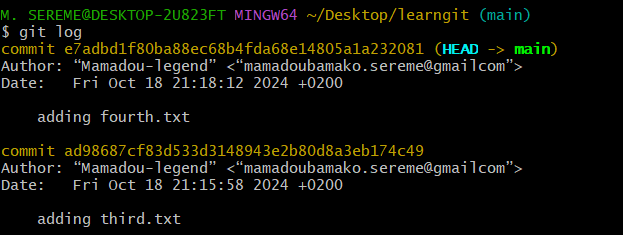 M. SEREME@DESKTOP-2U823FT MINGW64 ~/Desktop/learngit (main)
$ git log
commit e7adbd1f80ba88ec68b4fda68e14805a1a232081 (HEAD -> main)
Author: “Mamadou-legend” <“mamadoubamako.sereme@gmailcom”>
Date:   Fri Oct 18 21:18:12 2024 +0200
    adding fourth.txt
commit ad98687cf83d533d3148943e2b80d8a3eb174c49
Author: “Mamadou-legend” <“mamadoubamako.sereme@gmailcom”>
Date:   Fri Oct 18 21:15:58 2024 +0200
    adding third.txt